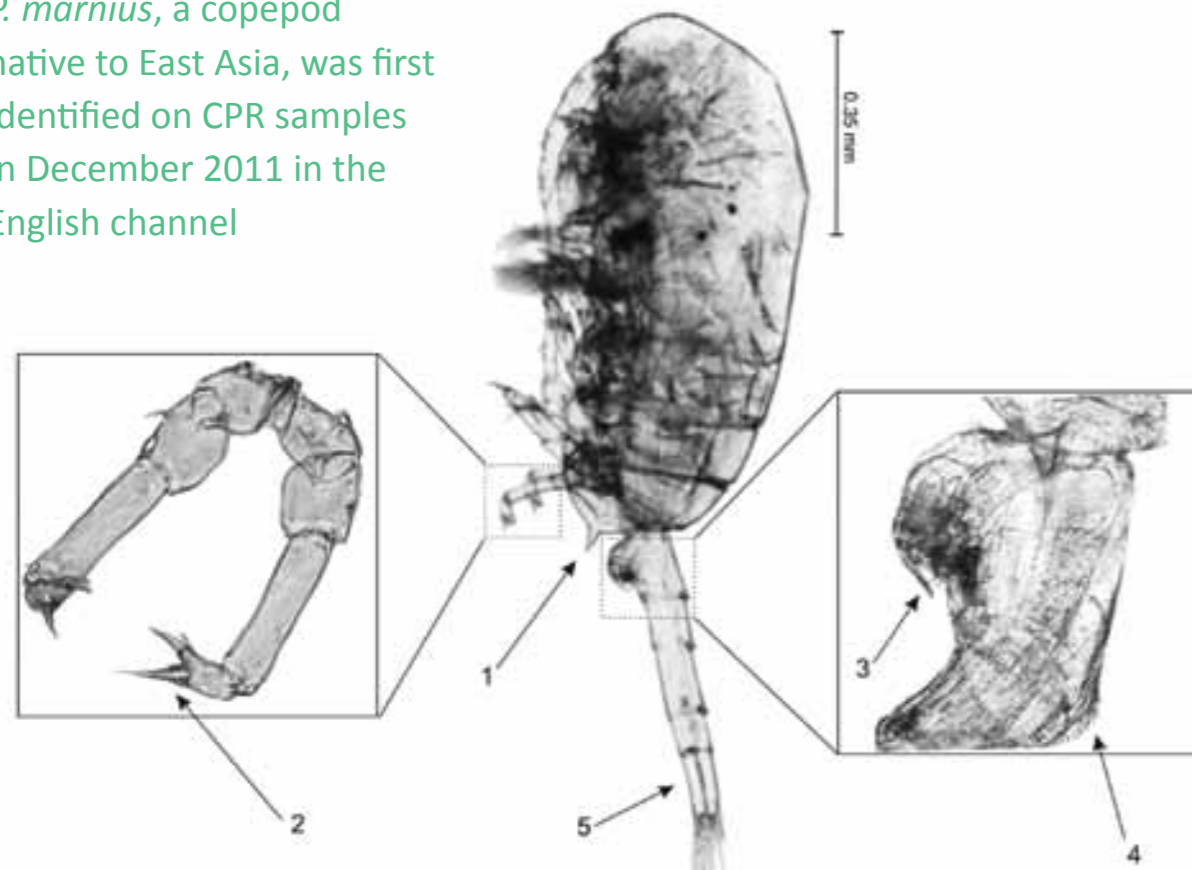 P. marnius, a copepod
native to East Asia, was first
identified on CPR samples
in December 2011 in the
English channel
0.35 mm
1
2
3
4
5